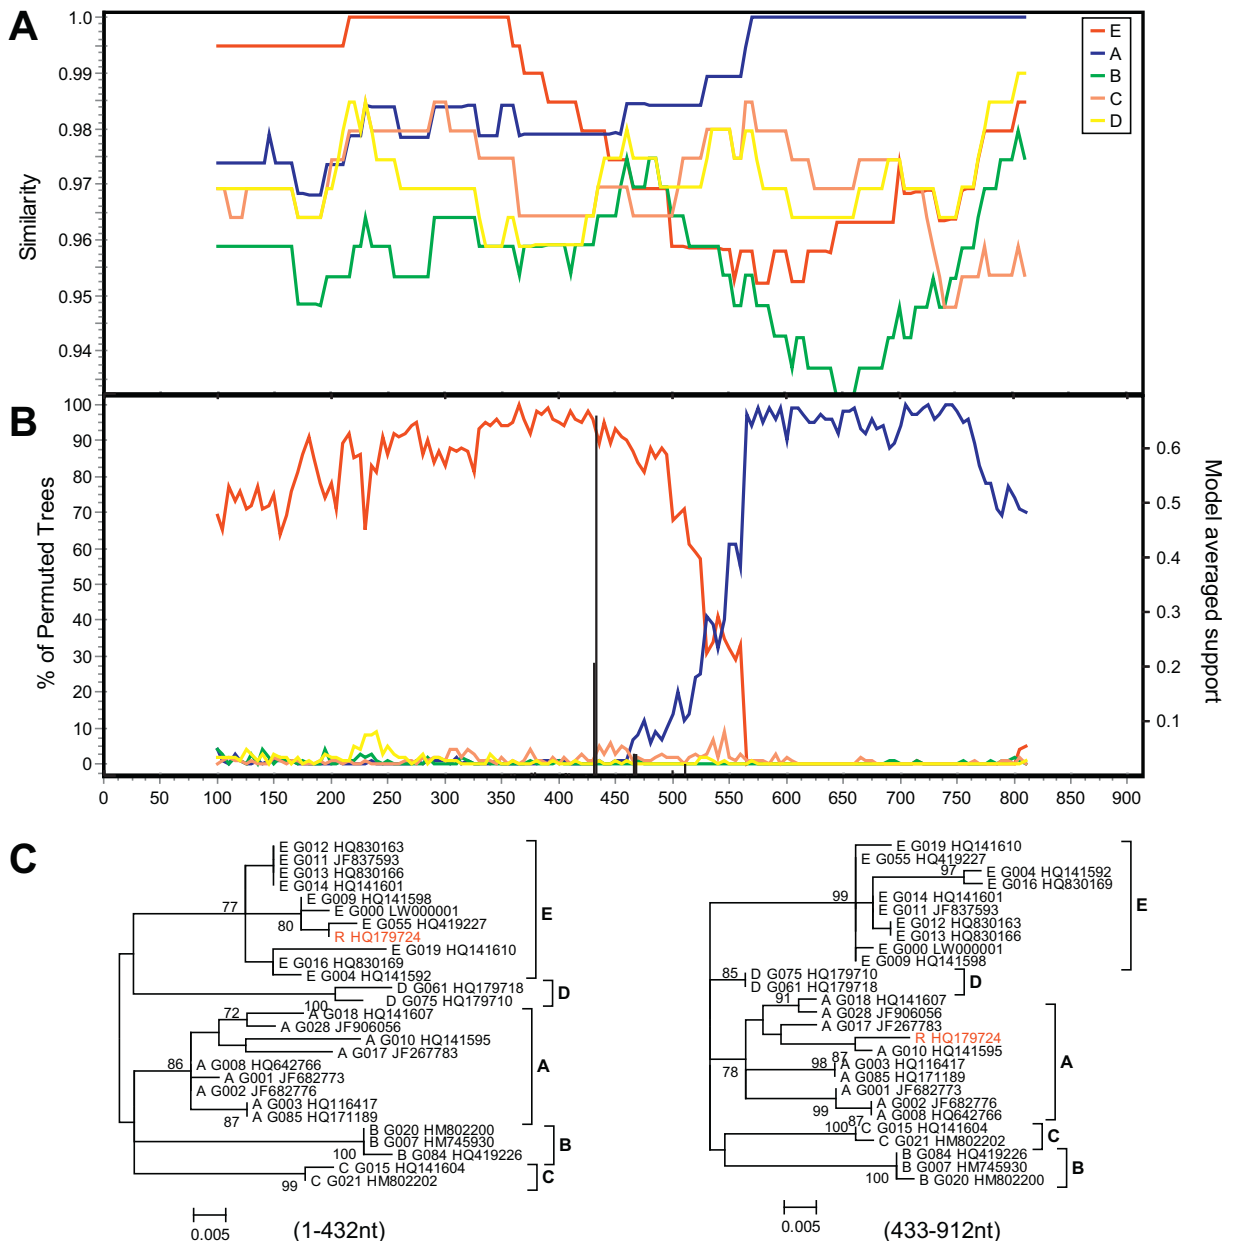 A
1.0
0.99
0.98
0.97
0.96
0.95
0.94
Similarity
E
A
B
C
D
B
100
90
80
70
60
50
40
30
20
10
0
% of Permuted Trees
0.6
0.5
0.4
0.3
0.2
0.1
Model averaged support
0 50 100 150 200 250 300 350 400 450 500 550 600 650 700 750 800 850 900
C
E G012 HQ830163
E G011 JF837593
E G013 HQ830166
E G014 HQ141601
E G009 HQ141598
77
E G000 LW000001
80
E G055 HQ419227
R HQ179724
E G019 HQ141610
E G016 HQ830169
E G004 HQ141592
E
D G061 HQ179718
100
D G075 HQ179710
D
72
A G018 HQ141607
A G028 JF906056
A G010 HQ141595
A G017 JF267783
86
A G008 HQ642766
A G001 JF682773
A G002 JF682776
A G003 HQ116417
87
A G085 HQ171189
A
B G020 HM802200
B G007 HM745930
100
B G084 HQ419226
B
C G015 HQ141604
99
C G021 HM802202
C
0.005
(1-432nt)
E G019 HQ141610
E G055 HQ419227
97
E G004 HQ141592
E G016 HQ830169
99
E G014 HQ141601
E G011 JF837593
E G012 HQ830163
E G013 HQ830166
E G000 LW000001
E G009 HQ141598
E
85
D G075 HQ179710
D G061 HQ179718
D
91
A G018 HQ141607
A G028 JF906056
A G017 JF267783
R HQ179724
87
A G010 HQ141595
78
98
A G003 HQ116417
A G085 HQ171189
A G001 JF682773
99
A G002 JF682776
87
A G008 HQ642766
A
100
C G015 HQ141604
C G021 HM802202
C
B G084 HQ419226
B G007 HM745930
100
B G020 HM802200
B
0.005
(433-912nt)